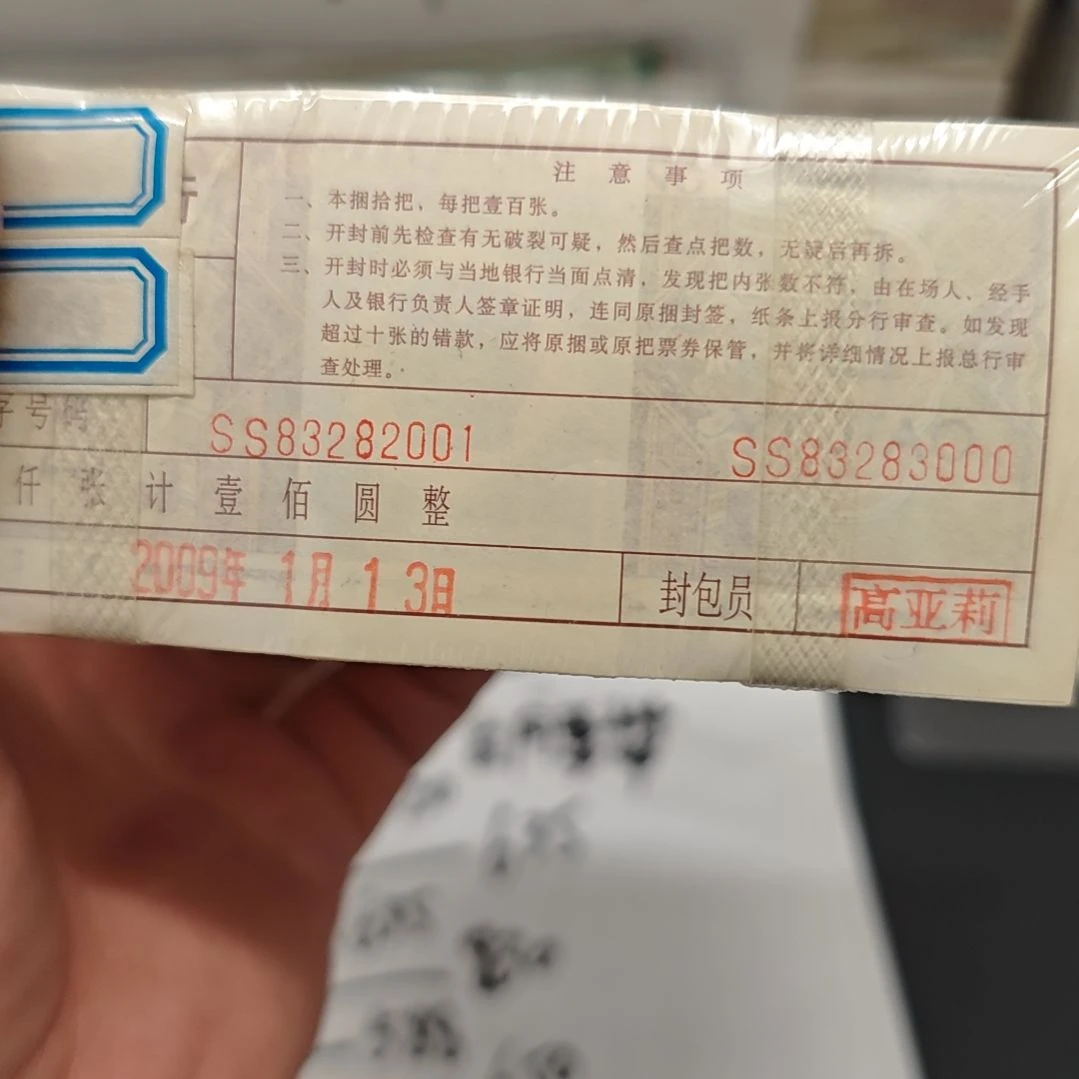 注意事项
一、本捆拾把，每把壹百张。
二、开封前先检查有无破裂可疑，然后查点把数，无疑后再拆。
三、开封时必须与当地银行当面点清，发现把内张数不符，由在场人、经手
人及银行负责人签章证明，连同原捆封签，纸条上报分行审查。如发现
超过十张的错款，应将原捆或原把票券保管，并将详细情况上报总行审
查处理。
字号码 SS83282001 SS83283000
仟张计壹佰圆整
2009年1月13日 封包员 高亚莉